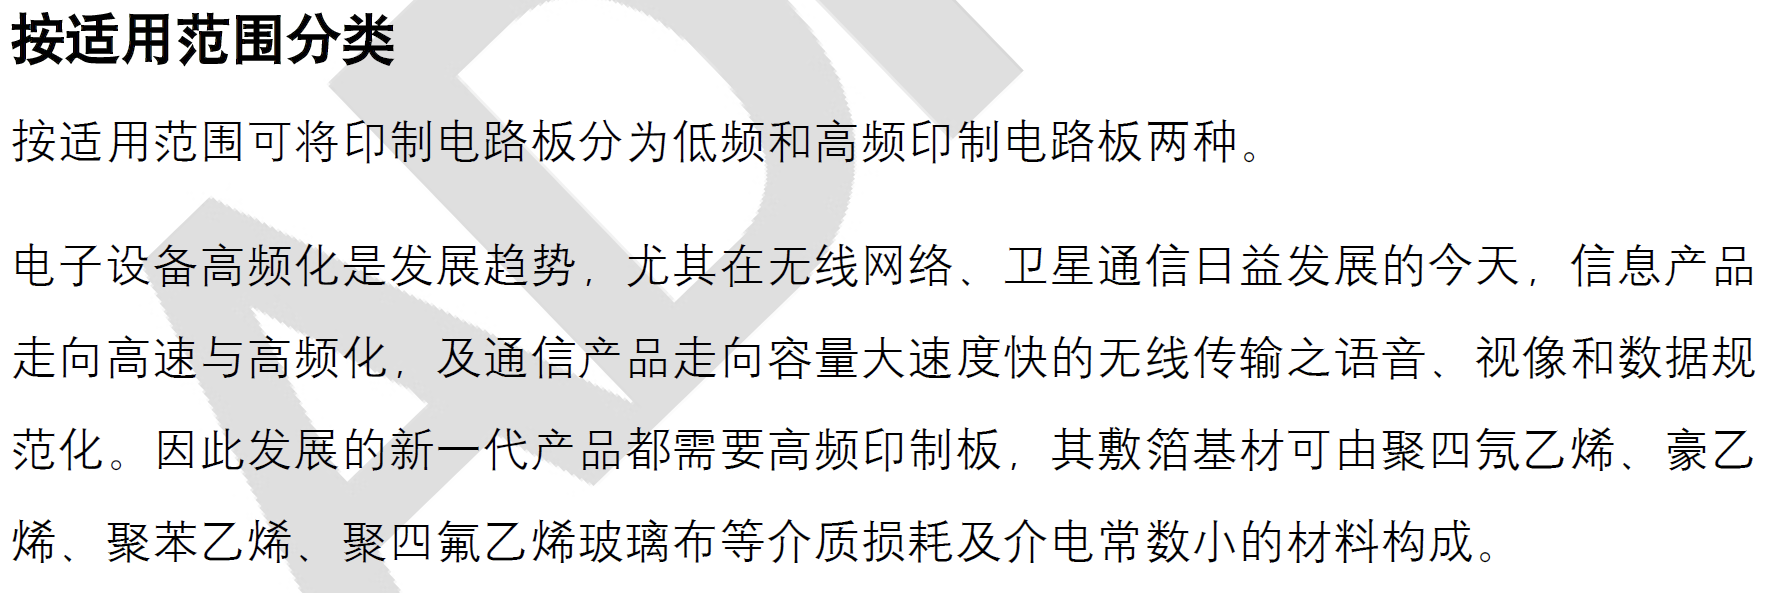 按适用范围分类
按适用范围可将印制电路板分为低频和高频印制电路板两种。
电子设备高频化是发展趋势，尤其在无线网络、卫星通信日益发展的今天，信息产品
走向高速与高频化，及通信产品走向容量大速度快的无线传输之语音、视像和数据规
范化。因此发展的新一代产品都需要高频印制板，其敷箔基材可由聚四氖乙烯、豪乙
烯、聚苯乙烯、聚四氟乙烯玻璃布等介质损耗及介电常数小的材料构成。